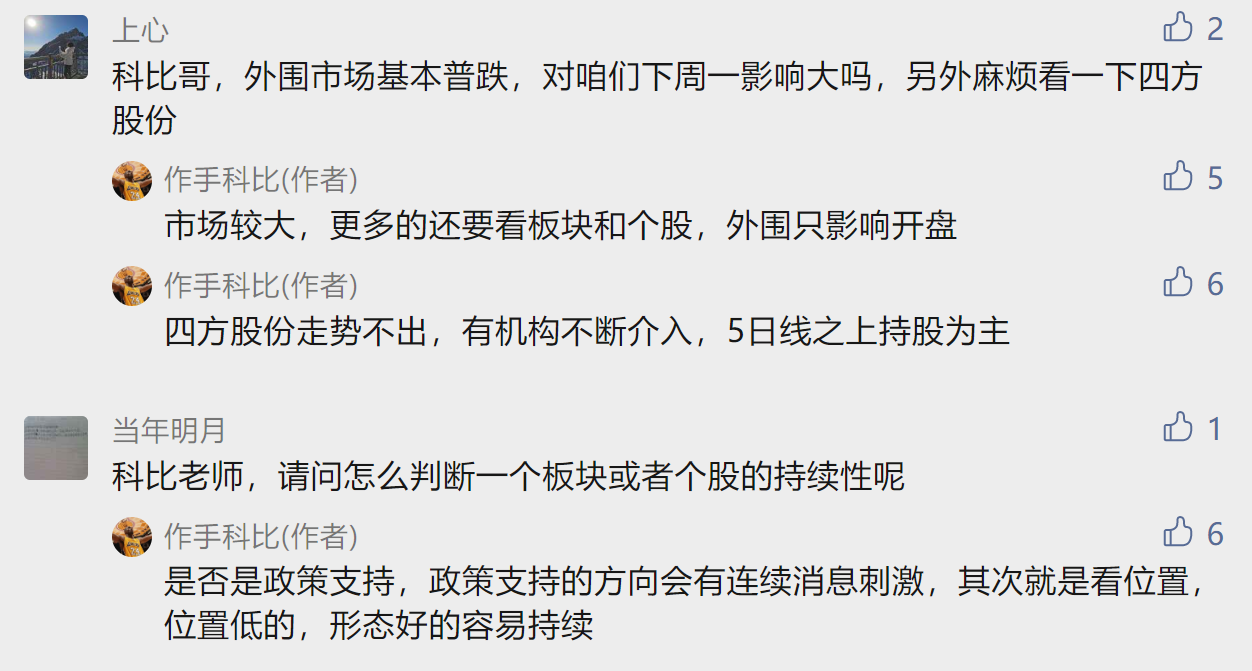 上心
2
科比哥，外围市场基本普跌，对咱们下周一影响大吗，另外麻烦看一下四方
股份
作手科比(作者)
5
市场较大，更多的还要看板块和个股，外围只影响开盘
作手科比(作者)
6
四方股份走势不出，有机构不断介入，5日线之上持股为主
当年明月
1
科比老师，请问怎么判断一个板块或者个股的持续性呢
作手科比(作者)
6
是否是政策支持，政策支持的方向会有连续消息刺激，其次就是看位置，
位置低的，形态好的容易持续